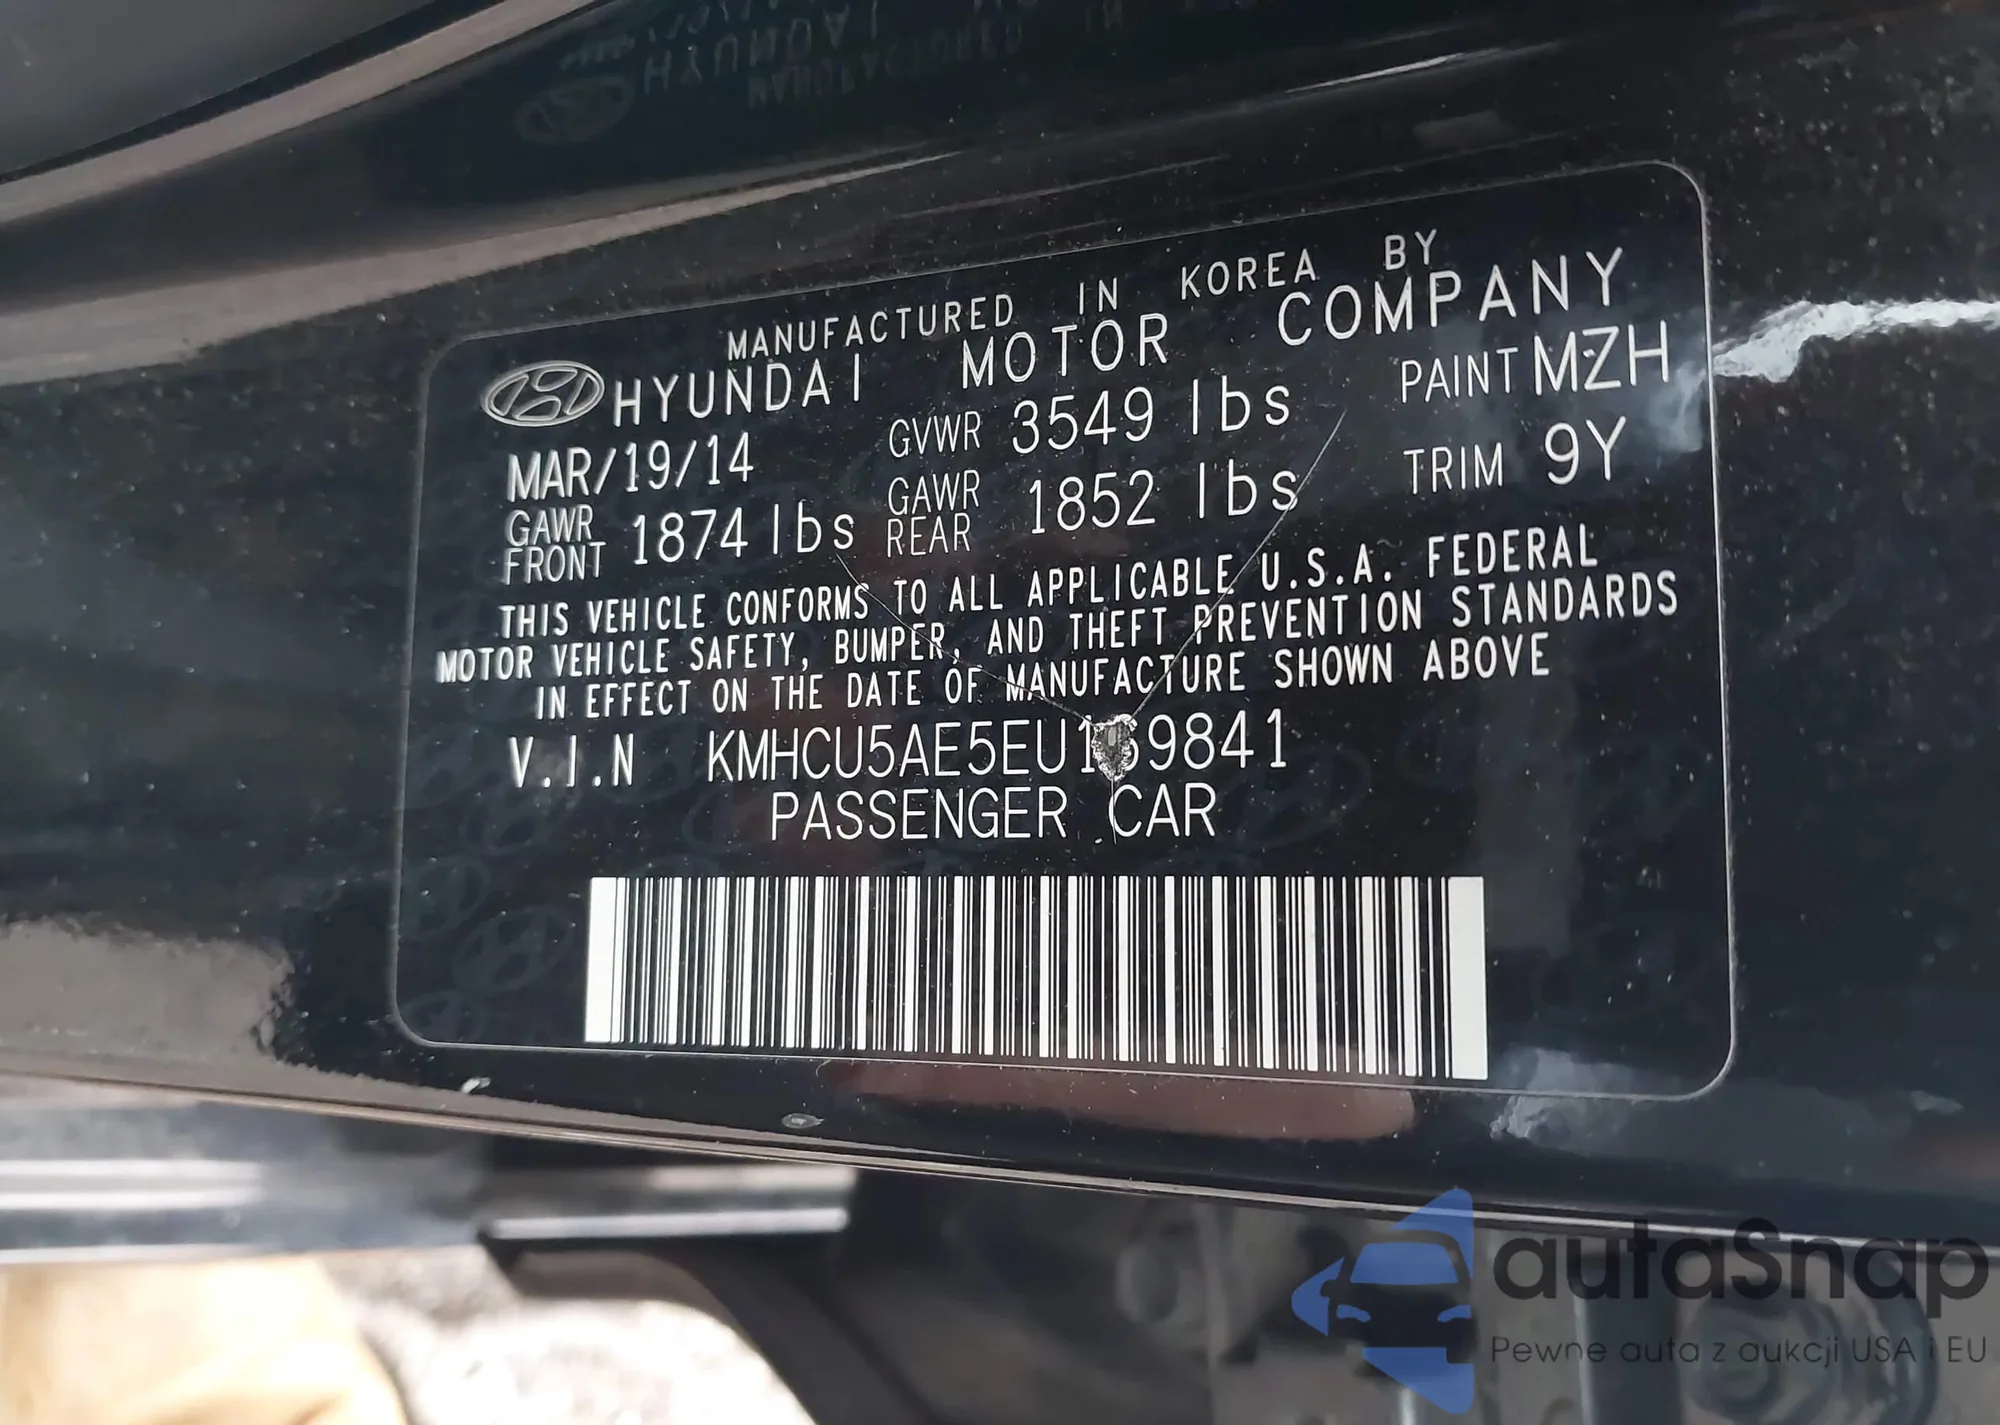 MANUFACTURED IN KOREA BY
HYUNDAI MOTOR COMPANY
MAR/19/14 GVWR 3549 lbs PAINT MZH
GAWR FRONT 1874 lbs GAWR REAR 1852 lbs TRIM 9Y
THIS VEHICLE CONFORMS TO ALL APPLICABLE U.S.A. FEDERAL
MOTOR VEHICLE SAFETY, BUMPER, AND THEFT PREVENTION STANDARDS
IN EFFECT ON THE DATE OF MANUFACTURE SHOWN ABOVE
V.I.N KMHCU5AE5EU169841
PASSENGER CAR
autaSnap
Pewne auta z aukcji USA i EU